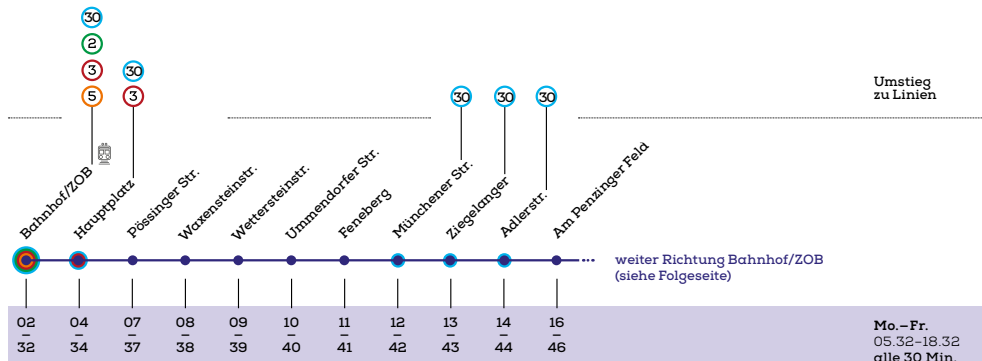 30
2
3
5
30
3
30
30
30
Umstieg
zu Linien
Bahnhof/ZOB
Hauptplatz
Pössinger Str.
Waxensteinstr.
Wettersteinstr.
Ummendorfer Str.
Feneberg
Münchener Str.
Ziegelanger
Adlerstr.
Am Penzinger Feld
weiter Richtung Bahnhof/ZOB
(siehe Folgeseite)
02 04 07 08 09 10 11 12 13 14 16
– – – – – – – – – – –
32 34 37 38 39 40 41 42 43 44 46
Mo.–Fr.
05.32–18.32
alle 30 Min.